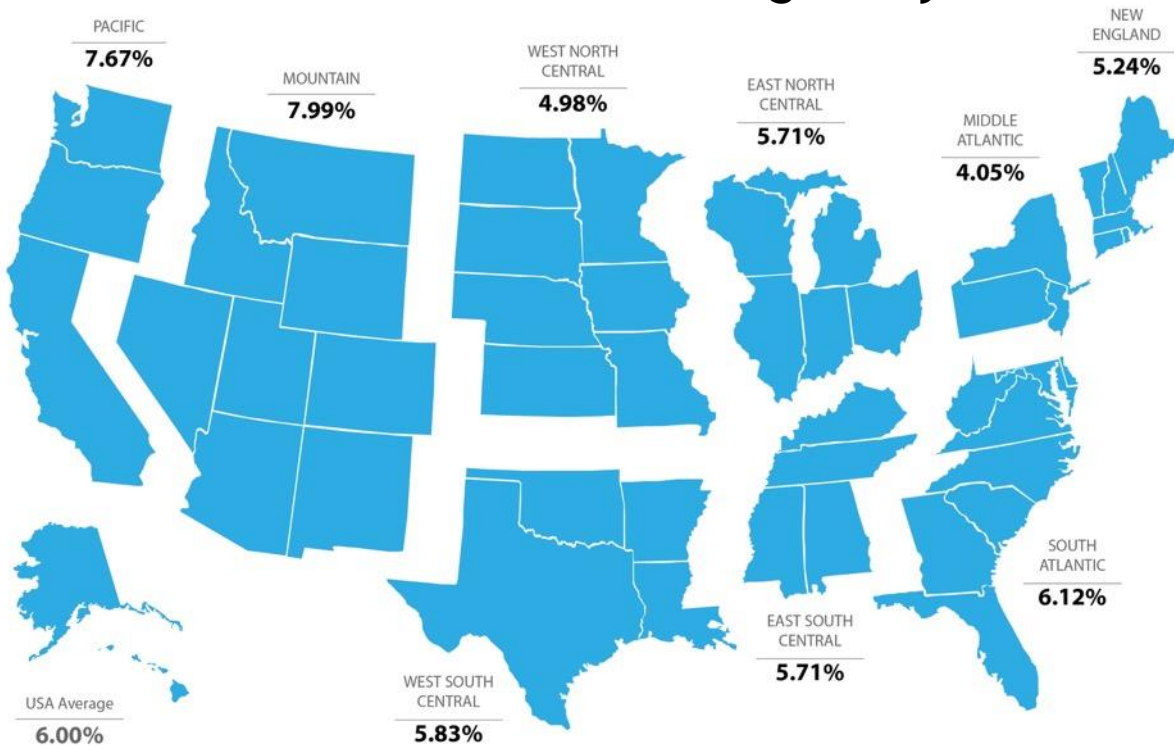 PACIFIC
7.67%
MOUNTAIN
7.99%
WEST NORTH
CENTRAL
4.98%
EAST NORTH
CENTRAL
5.71%
MIDDLE
ATLANTIC
4.05%
NEW
ENGLAND
5.24%
SOUTH
ATLANTIC
6.12%
EAST SOUTH
CENTRAL
5.71%
WEST SOUTH
CENTRAL
5.83%
USA Average
6.00%